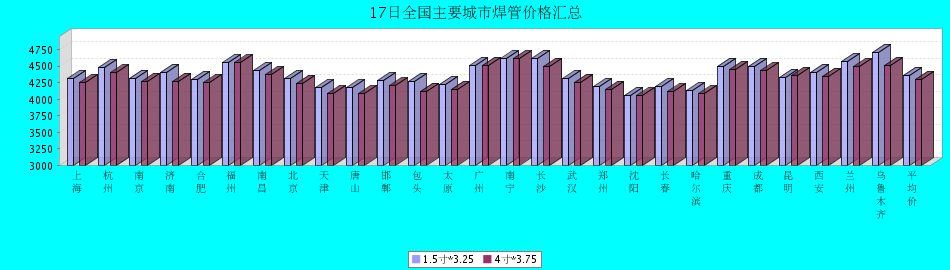 17日全国主要城市焊管价格汇总
4750
4500
4250
4000
3750
3500
3250
3000
上海
杭州
南京
济南
合肥
福州
南昌
北京
天津
唐山
邯郸
包头
太原
广州
南宁
长沙
武汉
郑州
沈阳
长春
哈尔滨
重庆
成都
昆明
西安
兰州
乌鲁木齐
平均价
1.5寸*3.25
4寸*3.75